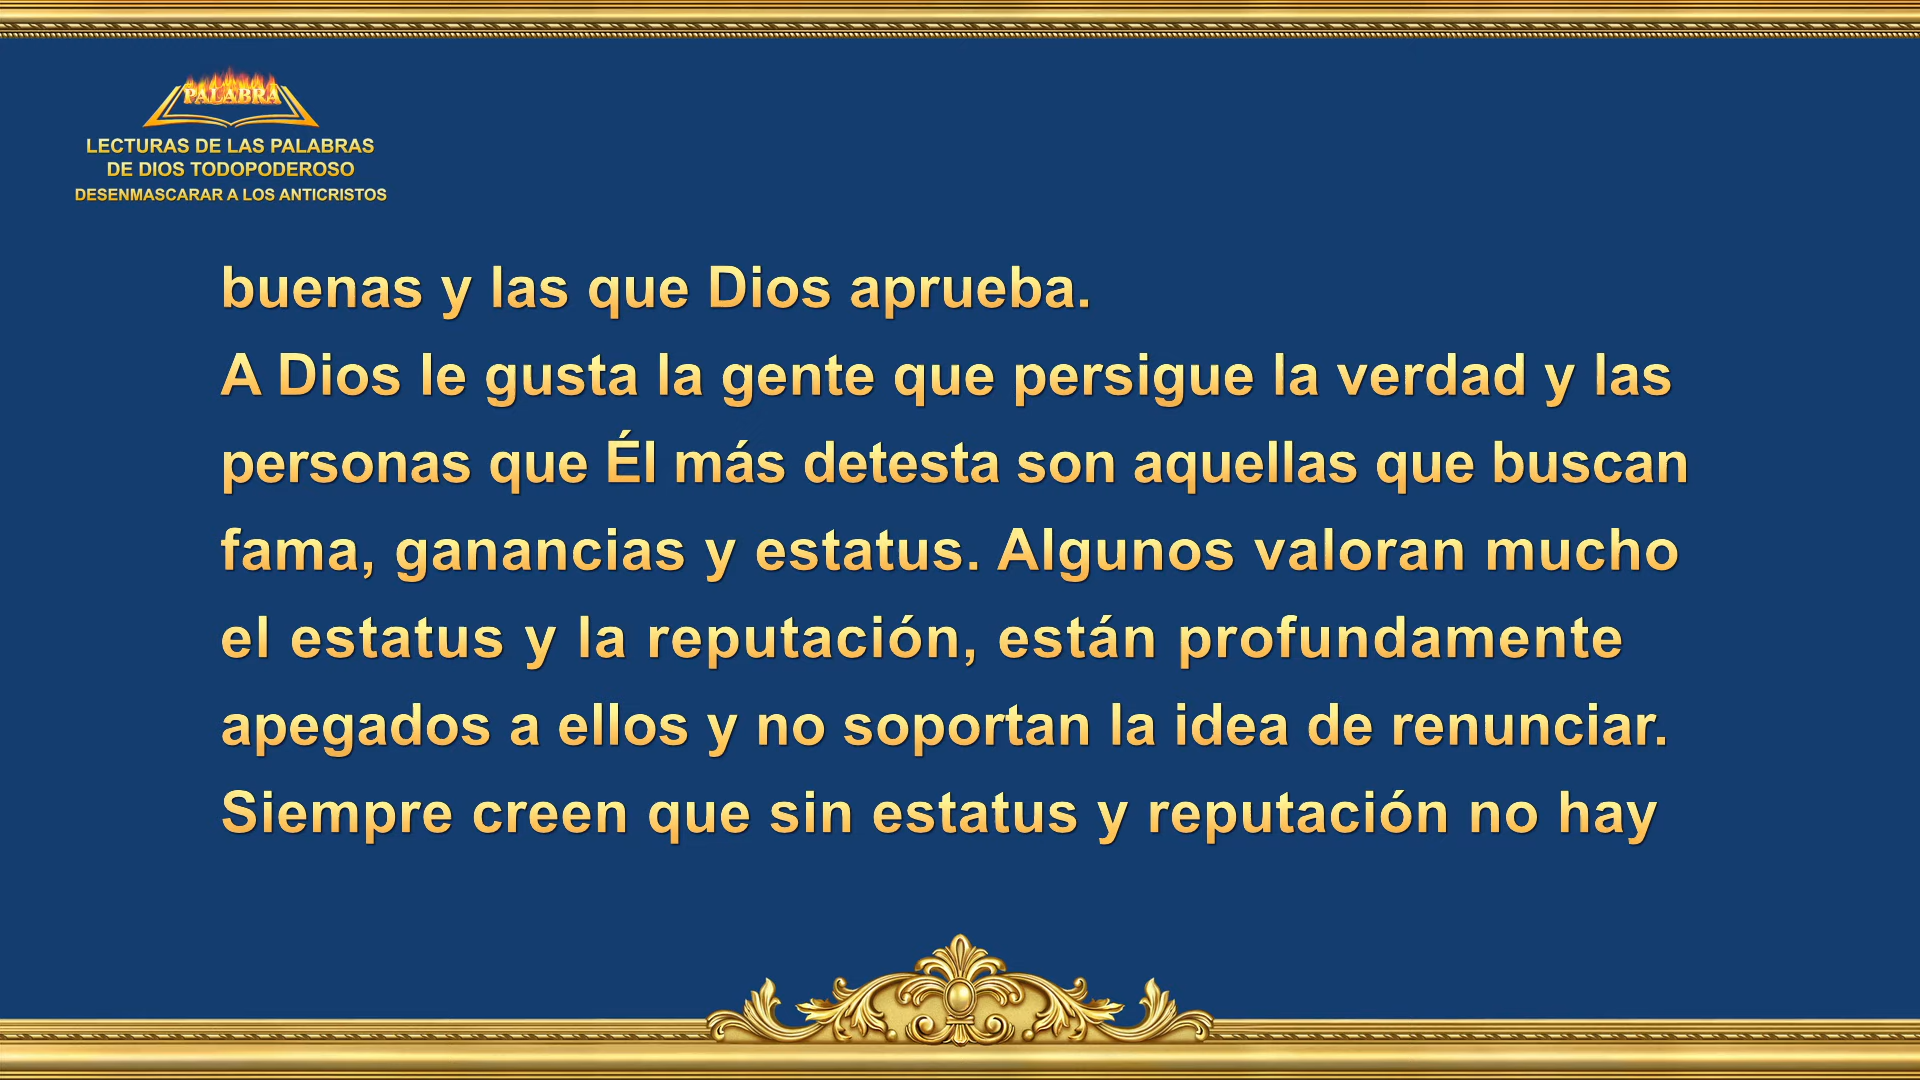 PALABRA
LECTURAS DE LAS PALABRAS
DE DIOS TODOPODEROSO
DESENMASCARAR A LOS ANTICRISTOS
buenas y las que Dios aprueba.
A Dios le gusta la gente que persigue la verdad y las
personas que Él más detesta son aquellas que buscan
fama, ganancias y estatus. Algunos valoran mucho
el estatus y la reputación, están profundamente
apegados a ellos y no soportan la idea de renunciar.
Siempre creen que sin estatus y reputación no hay